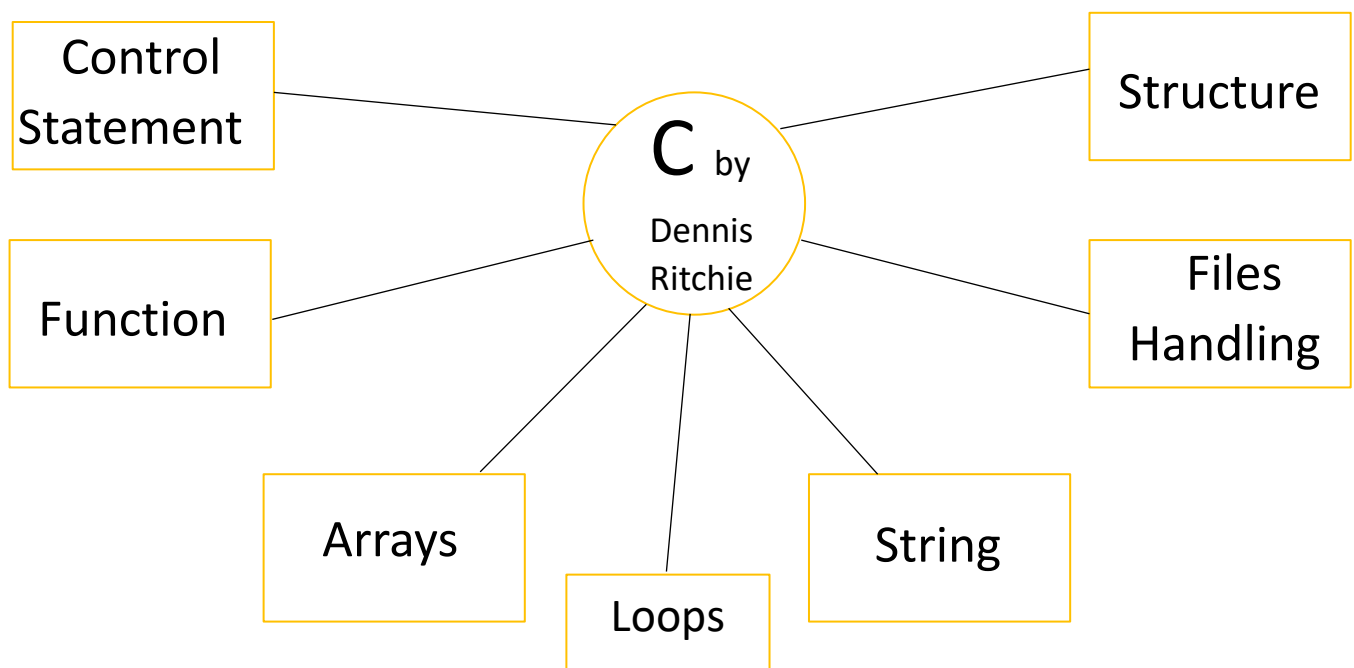 Control
Statement
Structure
C by
Dennis
Ritchie
Function
Files
Handling
Arrays
String
Loops